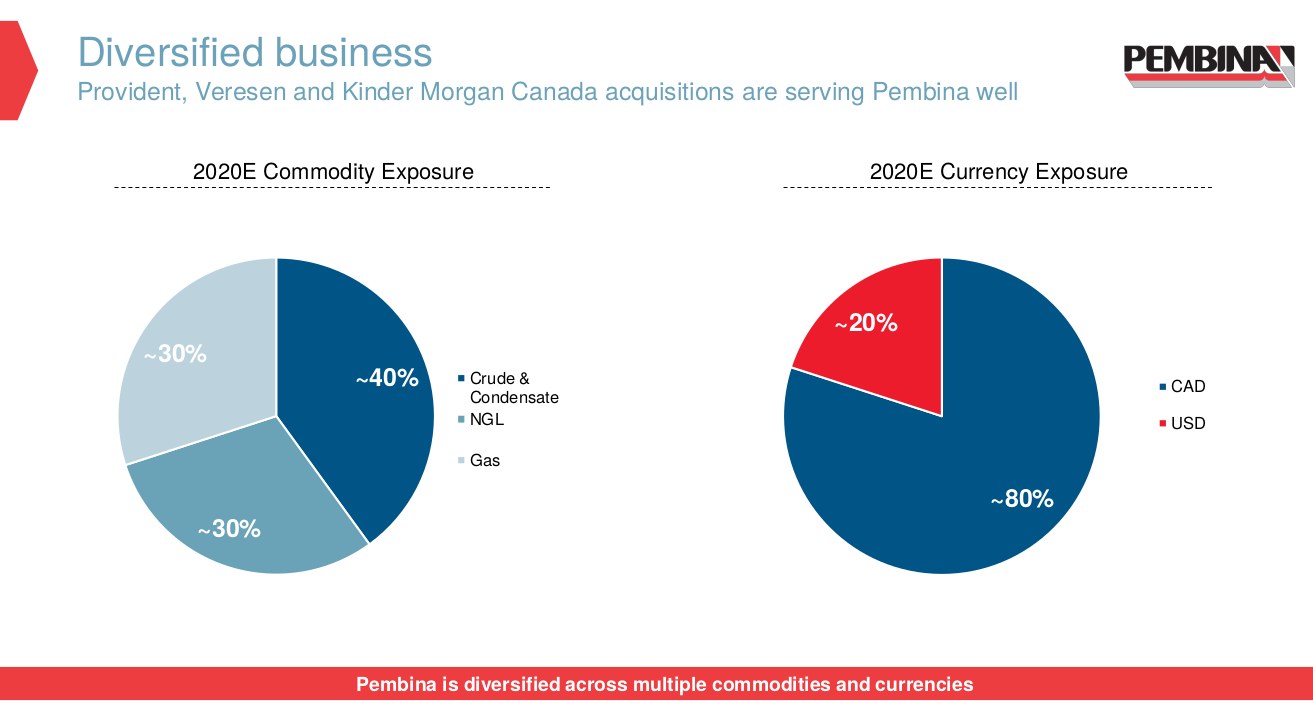 Diversified business
Provident, Veresen and Kinder Morgan Canada acquisitions are serving Pembina well
PEMBINA
2020E Commodity Exposure
~30%
~40%
~30%
Crude &
Condensate
NGL
Gas
2020E Currency Exposure
~20%
~80%
CAD
USD
Pembina is diversified across multiple commodities and currencies